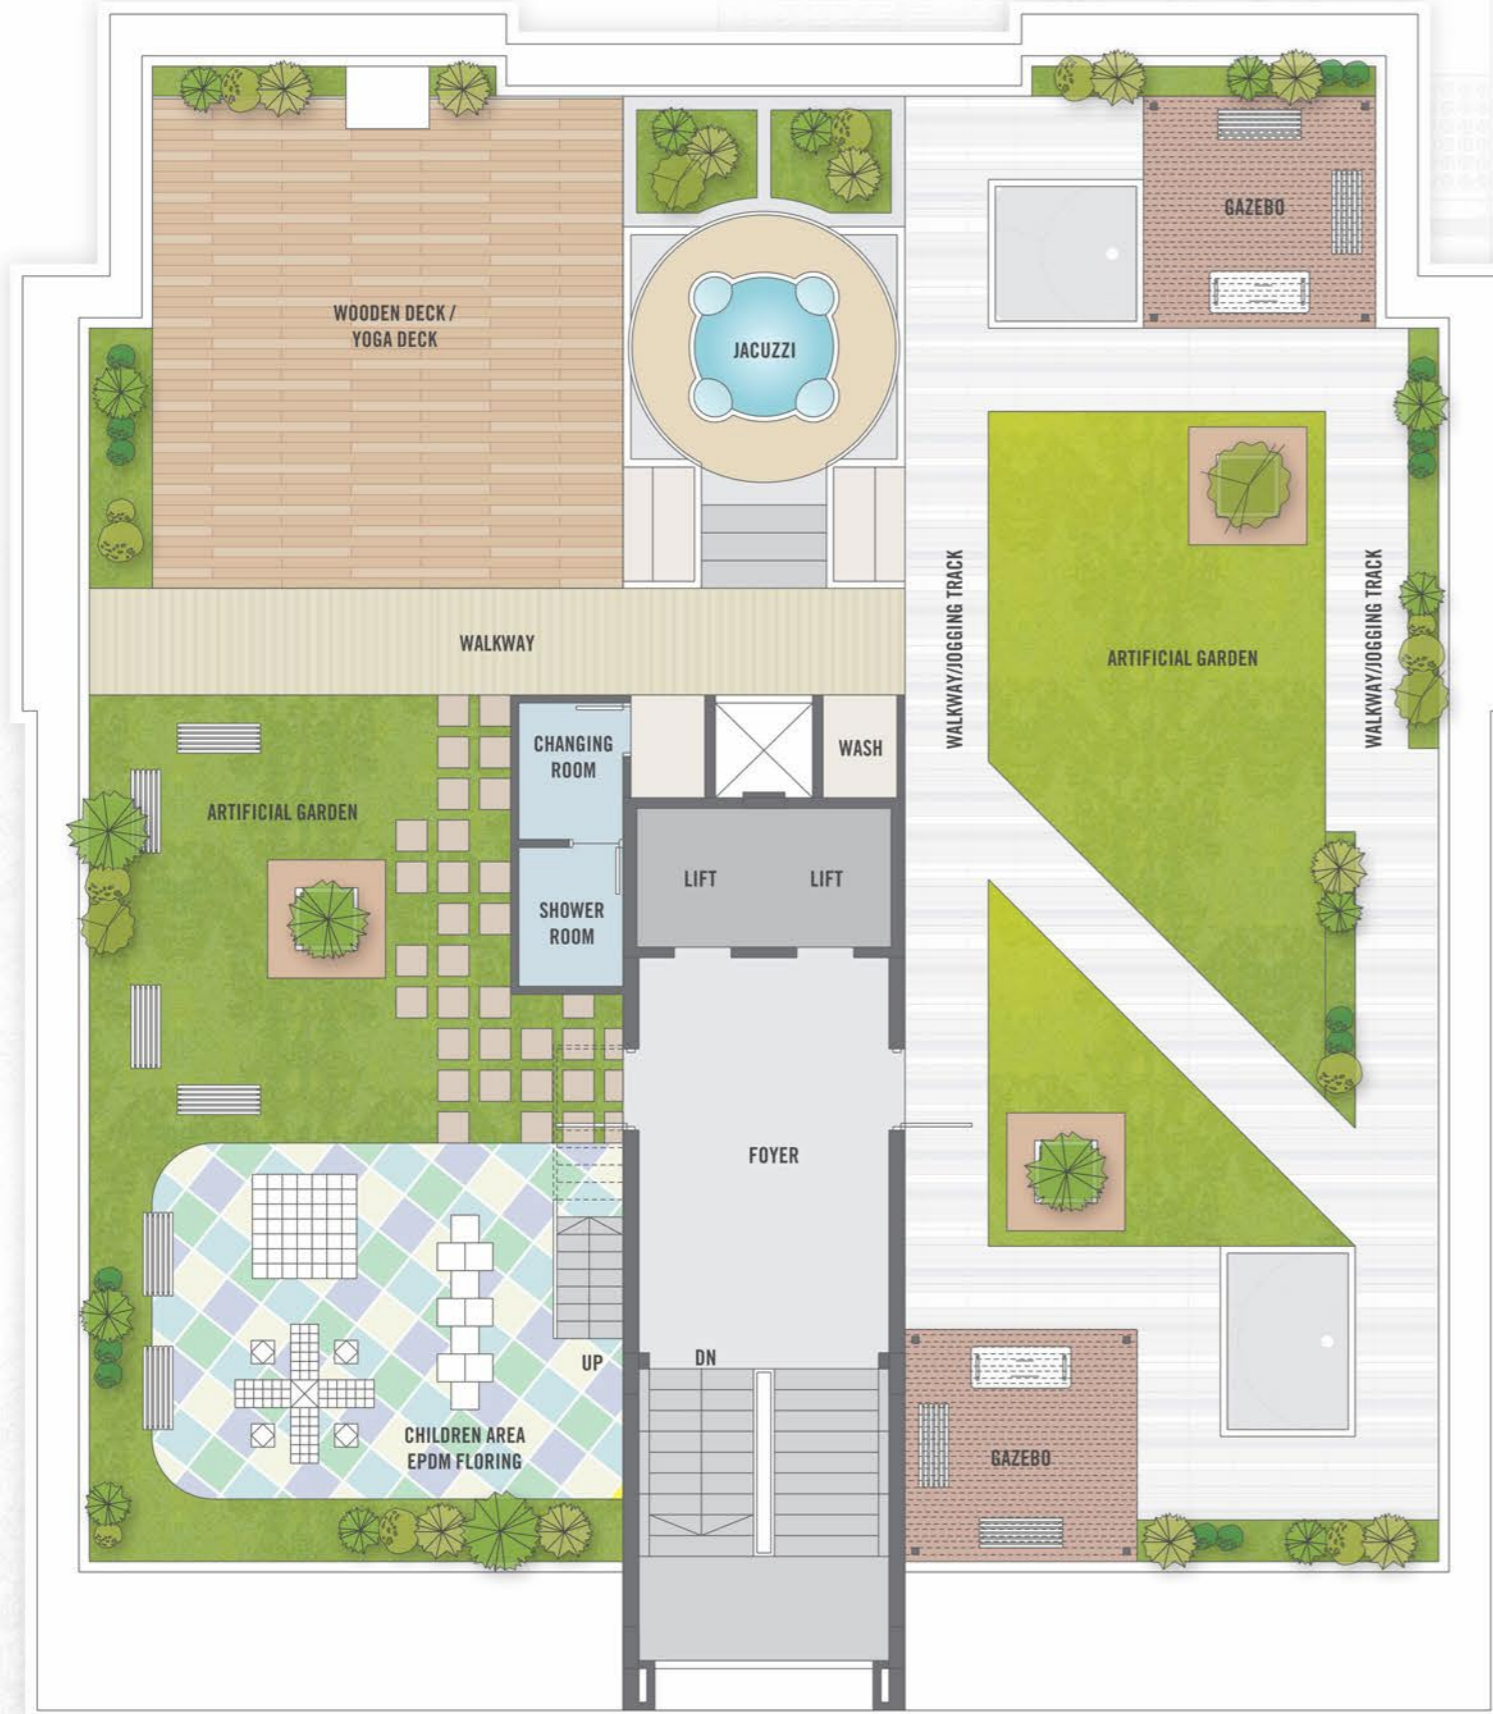 GAZEBO
WOODEN DECK /
YOGA DECK
JACUZZI
WALKWAY
WALKWAY/JOGGING TRACK
ARTIFICIAL GARDEN
WALKWAY/JOGGING TRACK
CHANGING
ROOM
WASH
ARTIFICIAL GARDEN
LIFT
LIFT
SHOWER
ROOM
FOYER
UP
DN
CHILDREN AREA
EPDM FLORING
GAZEBO